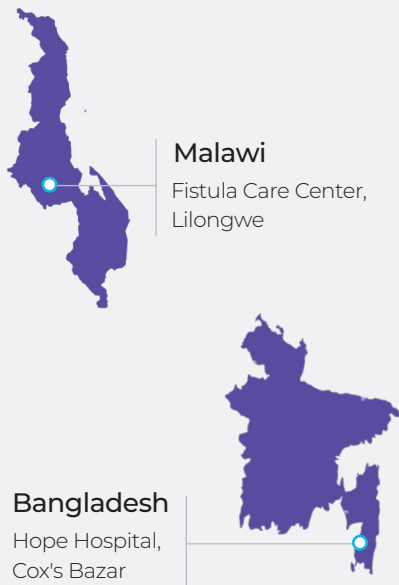 Malawi
Fistula Care Center,
Lilongwe
Bangladesh
Hope Hospital,
Cox's Bazar